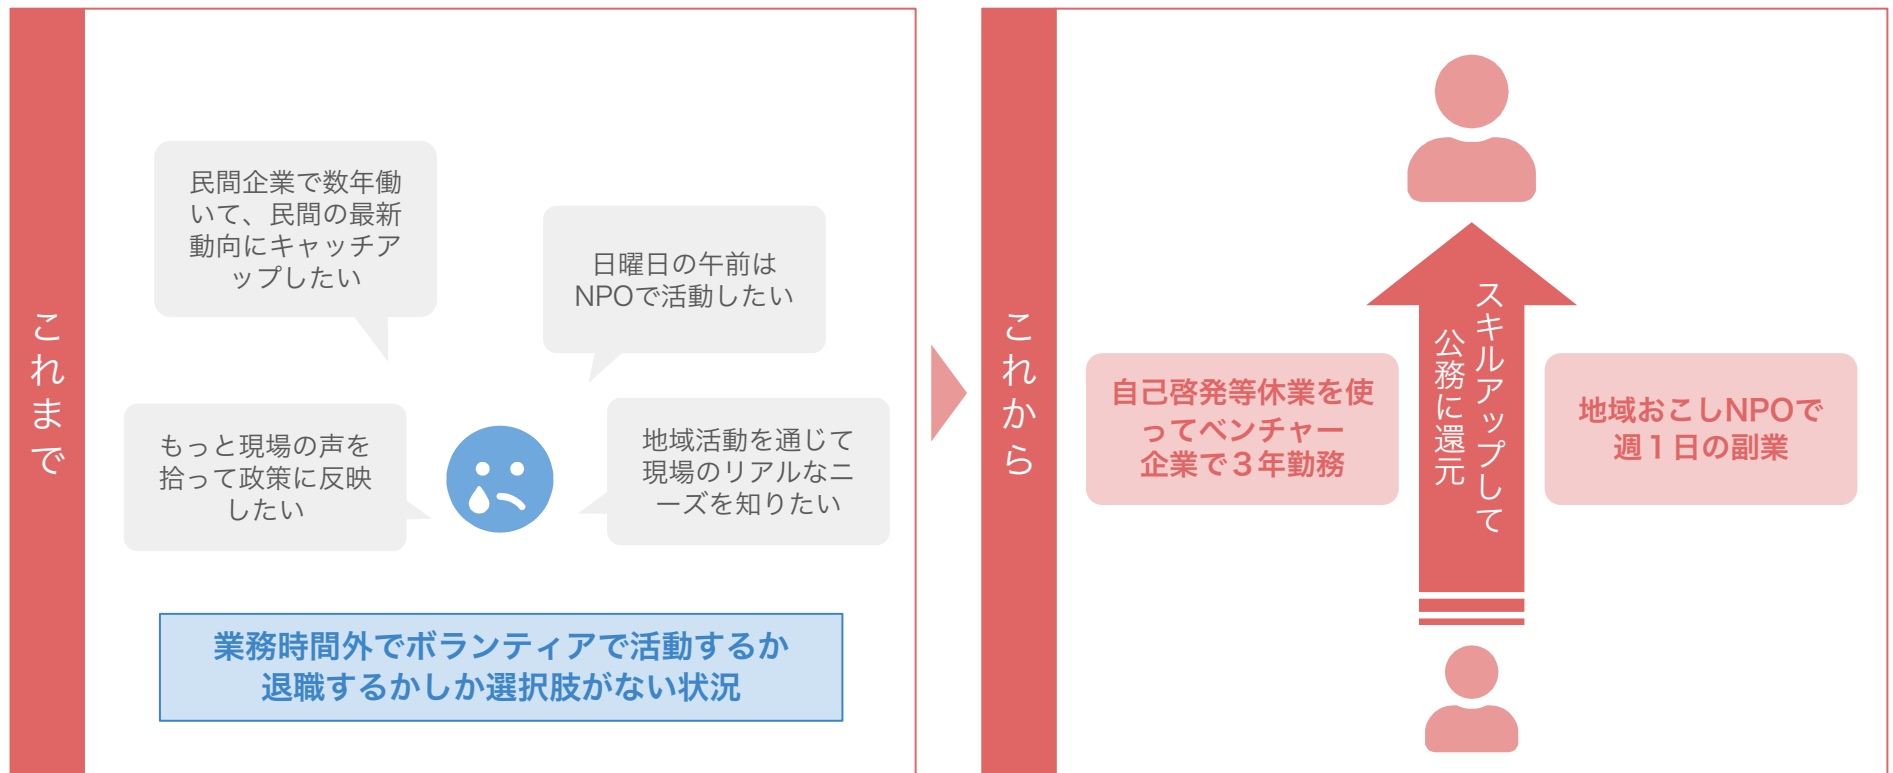 これまで
民間企業で数年働
いて、民間の最新
動向にキャッチア
ップしたい
日曜日の午前は
NPOで活動したい
もっと現場の声を
拾って政策に反映
したい
地域活動を通じて
現場のリアルなニ
ーズを知りたい
業務時間外でボランティアで活動するか
退職するかしか選択肢がない状況
これから
自己啓発等休業を使
ってベンチャー
企業で３年勤務
スキルアップして
公務に還元
地域おこしNPOで
週１日の副業